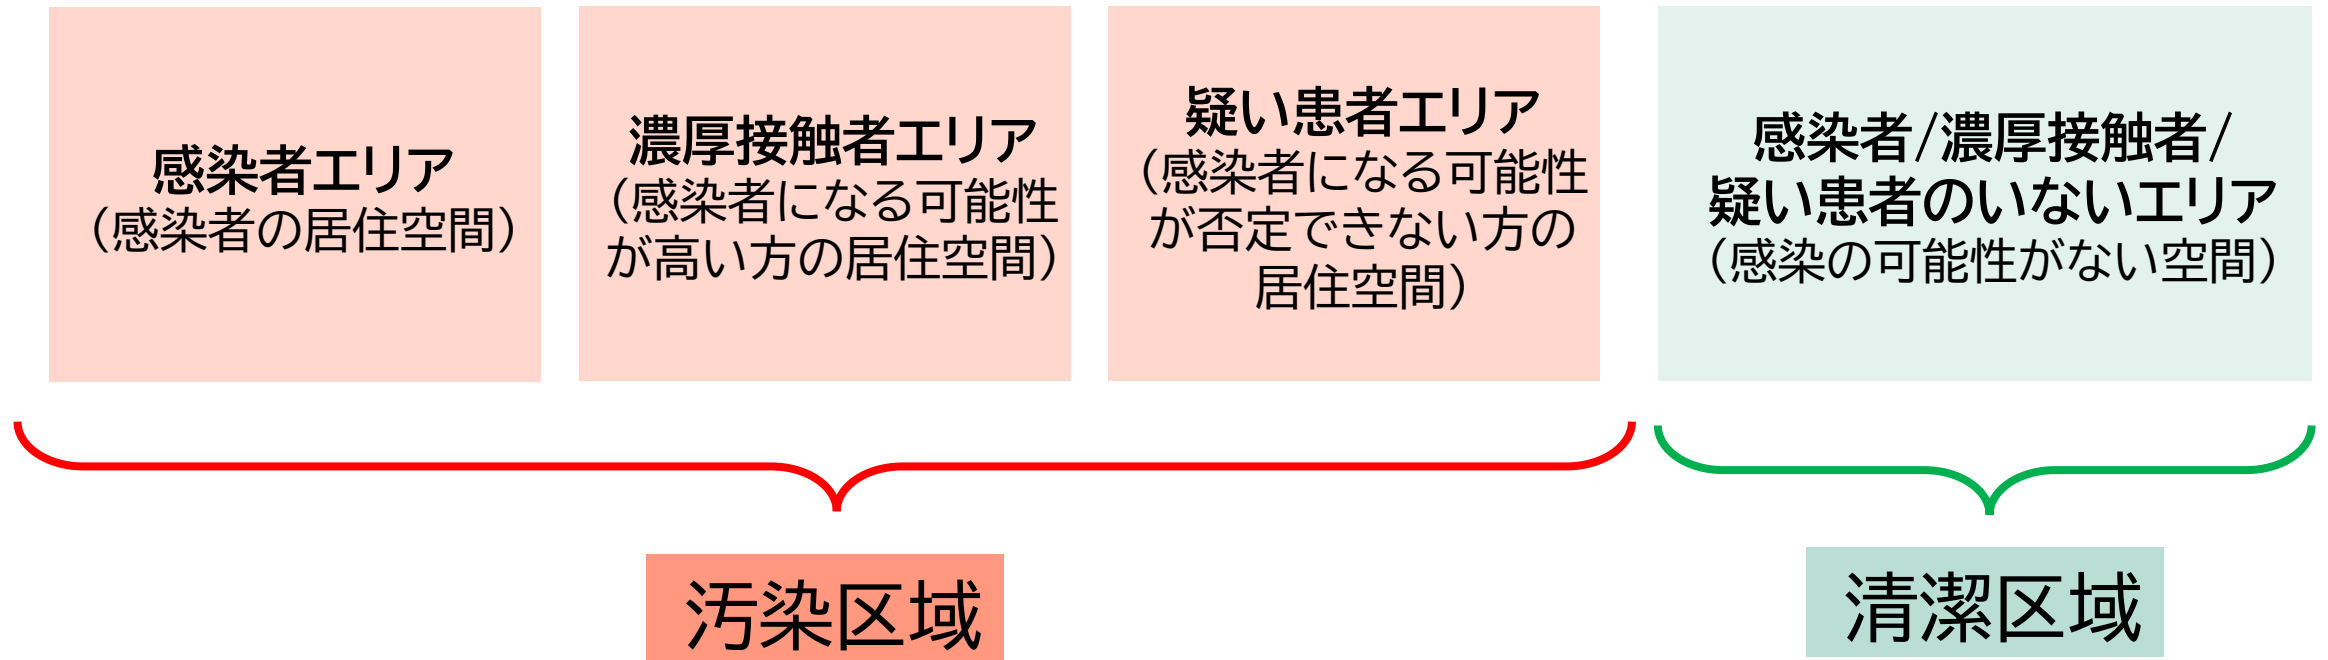 感染者エリア
（感染者の居住空間）
濃厚接触者エリア
（感染者になる可能性
が高い方の居住空間）
疑い患者エリア
（感染者になる可能性
が否定できない方の
居住空間）
感染者/濃厚接触者/
疑い患者のいないエリア
（感染の可能性がない空間）
汚染区域
清潔区域